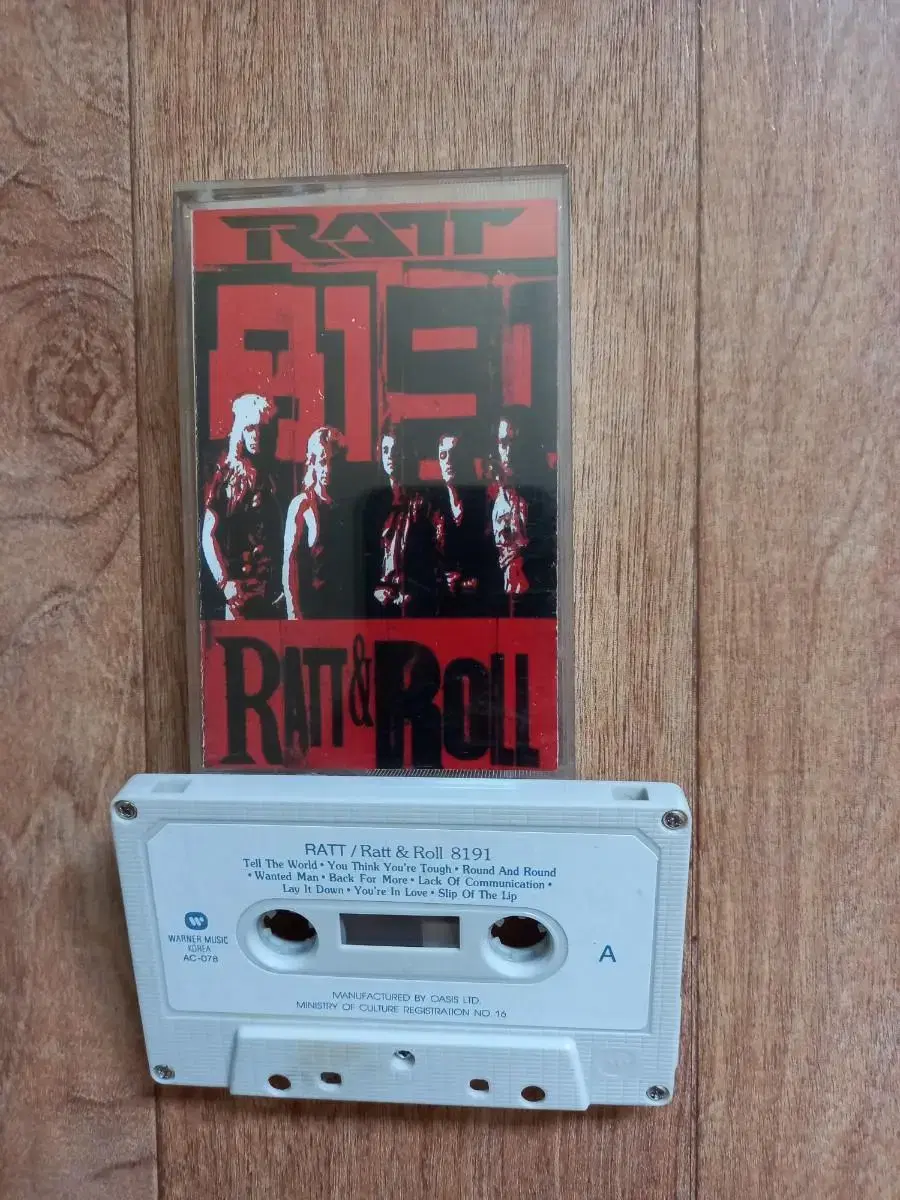 RATT
8191
RATT & ROLL
RATT / Ratt & Roll 8191
Tell The World • You Think You're Tough • Round And Round
• Wanted Man • Back For More • Lack Of Communication •
Lay It Down • You're In Love • Slip Of The Lip
WARNER MUSIC
KOREA
AC-078
A
MANUFACTURED BY OASIS LTD.
MINISTRY OF CULTURE REGISTRATION NO. 16